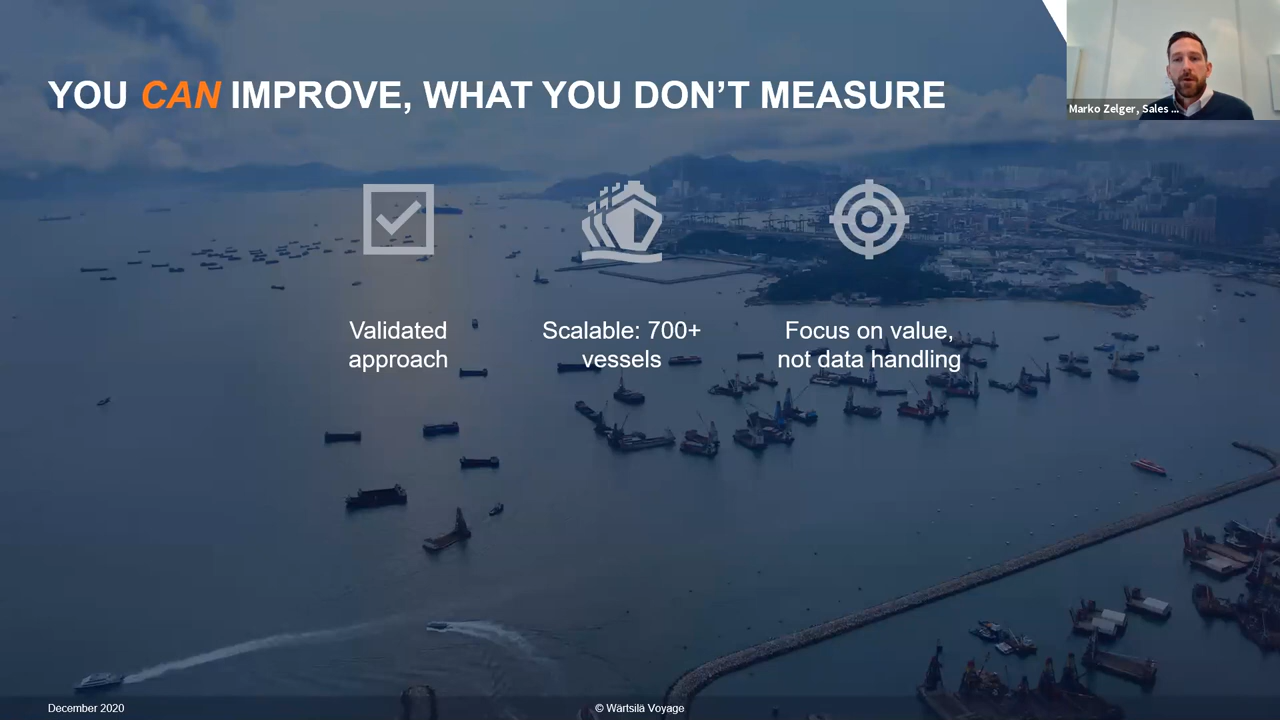 YOU CAN IMPROVE, WHAT YOU DON’T MEASURE
Marko Zelger, Sales ...
Validated
approach
Scalable: 700+
vessels
Focus on value,
not data handling
December 2020
© Wärtsilä Voyage